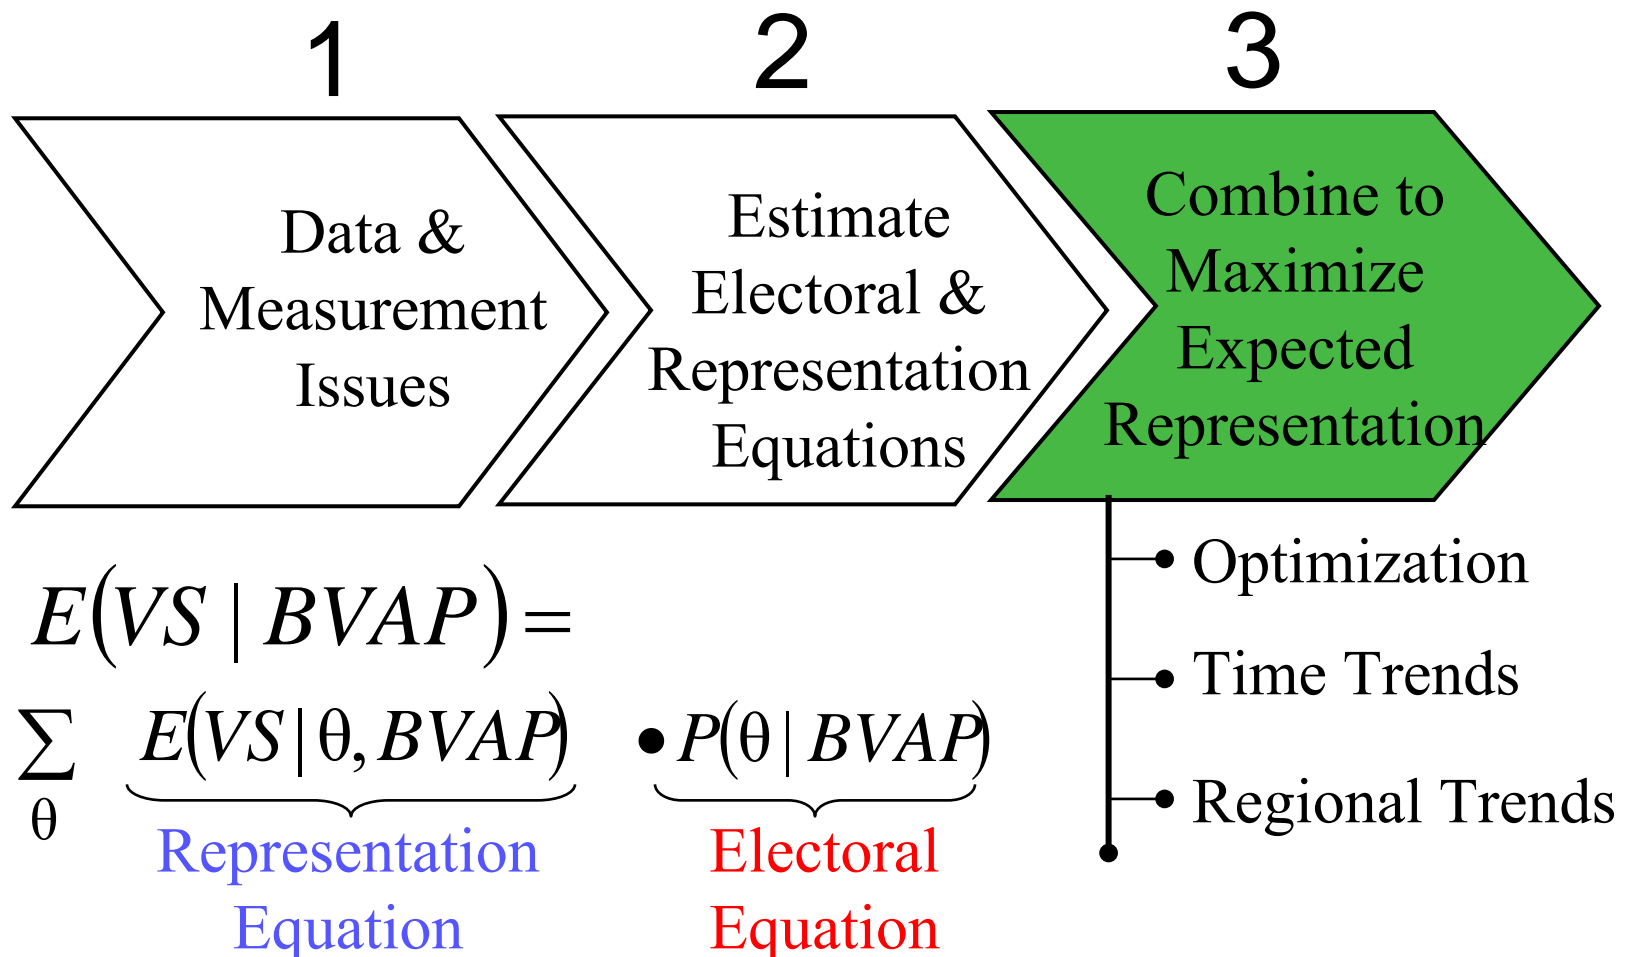 1
2
3
Data &
Measurement
Issues
Estimate
Electoral &
Representation
Equations
Combine to
Maximize
Expected
Representation
Optimization
Time Trends
Regional Trends
E(VS | BVAP) =
∑ E(VS | θ, BVAP) • P(θ | BVAP)
θ
Representation
Equation
Electoral
Equation